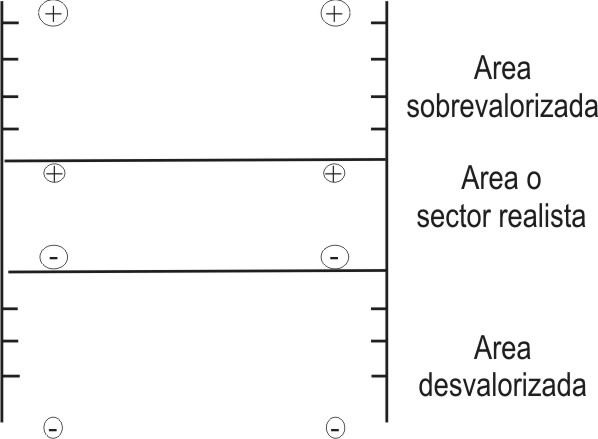 + +
Area
sobrevalorizada
+ +
Area o
sector realista
- -
Area
desvalorizada
- -